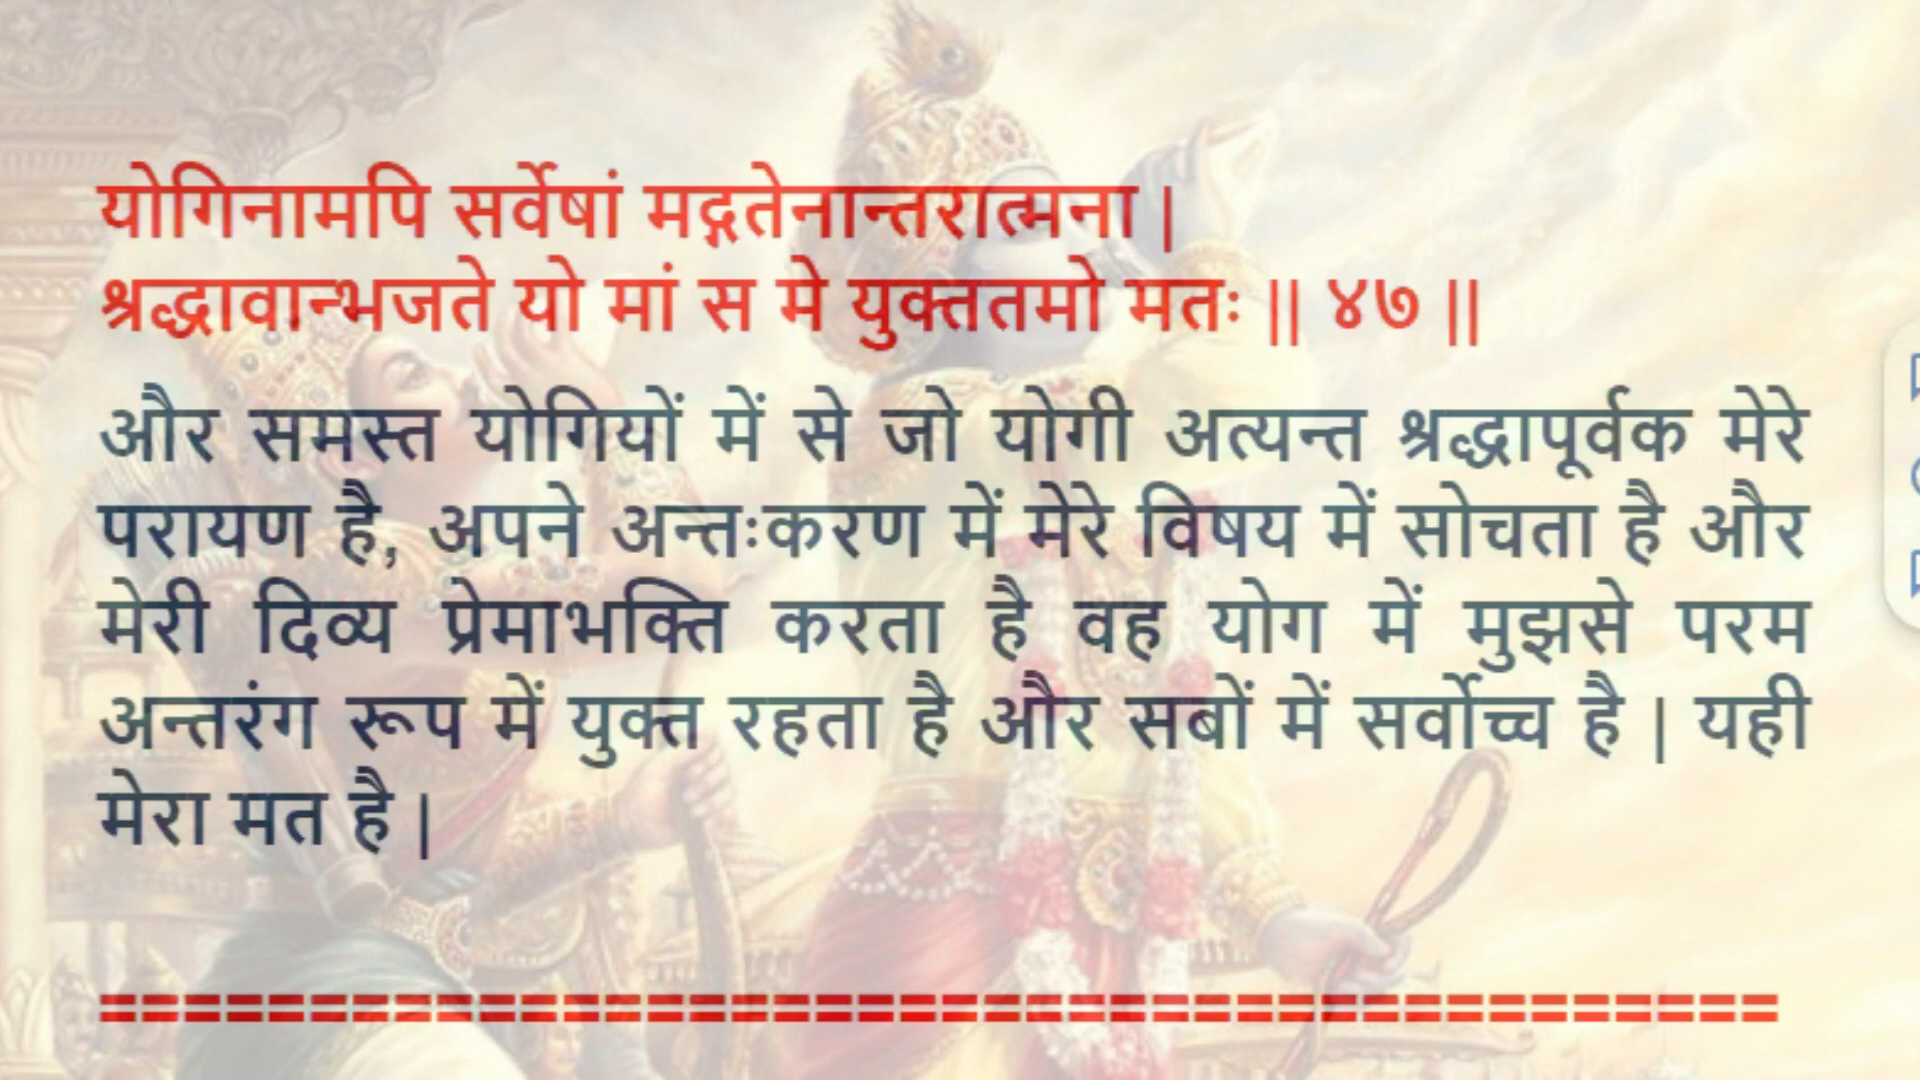 योगिनामपि सर्वेषां मद्गतेनान्तरात्मना |
श्रद्धावान्भजते यो मां स मे युक्ततमो मतः || ४७ ||
और समस्त योगियों में से जो योगी अत्यन्त श्रद्धापूर्वक मेरे
परायण है, अपने अन्तःकरण में मेरे विषय में सोचता है और
मेरी दिव्य प्रेमाभक्ति करता है वह योग में मुझसे परम
अन्तरंग रूप में युक्त रहता है और सबों में सर्वोच्च है | यही
मेरा मत है |
========================================